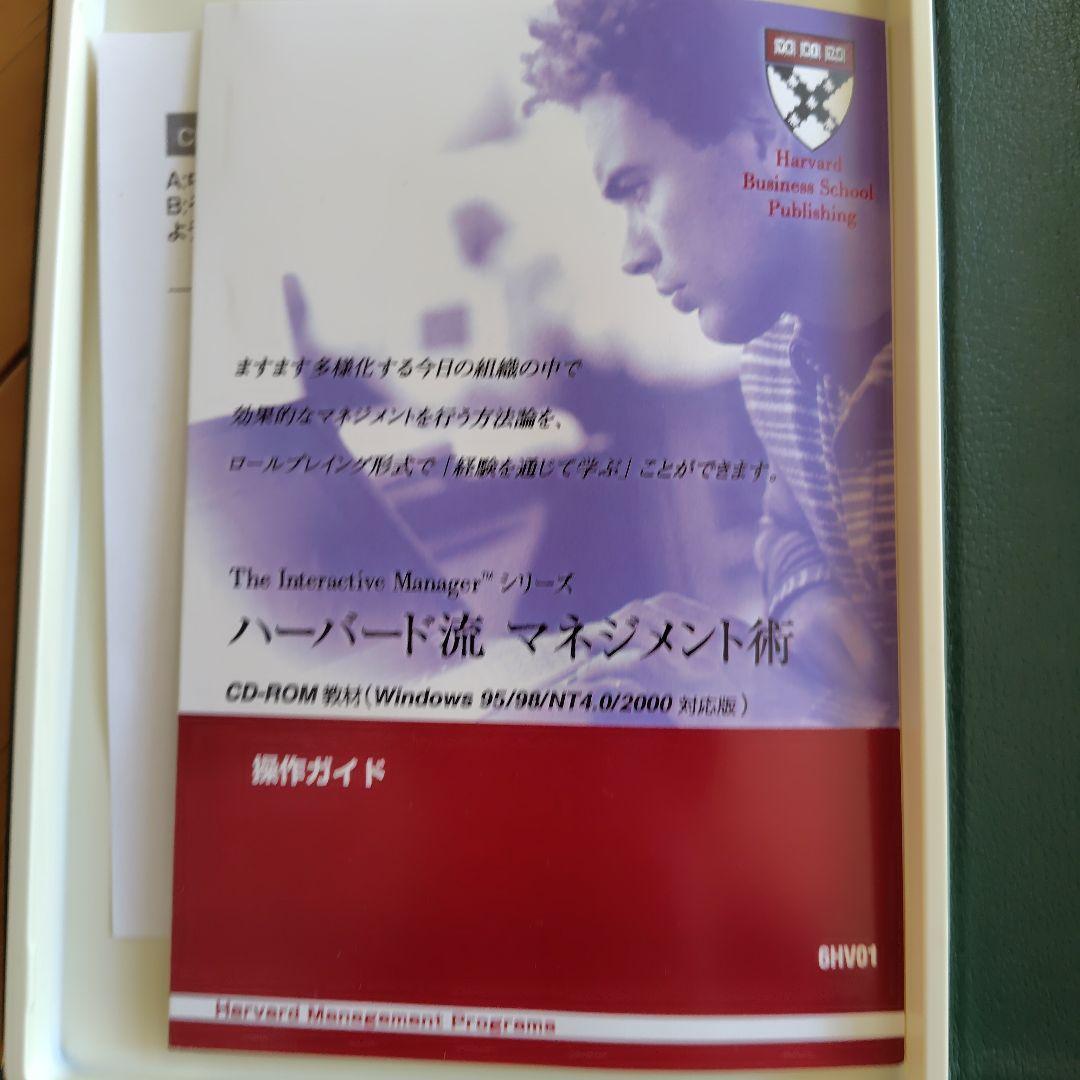 Harvard
Business School
Publishing
ますます多様化する今日の組織の中で
効果的なマネジメントを行う方法論を、
ロールプレイング形式で「経験を通じて学ぶ」ことができます。
The Interactive Manager™ シリーズ
ハーバード流 マネジメント術
CD-ROM 教材(Windows 95/98/NT4.0/2000 対応版)
操作ガイド
6HV01
Harvard Management Programs
C
A:
B:
よ